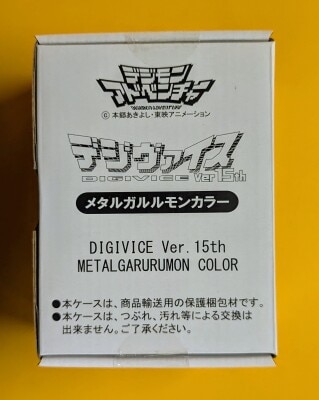 デジモン
アドベンチャー
DIGIMON ADVENTURE
© 本郷あきよし・東映アニメーション
デジヴァイス
DIGIVICE Ver.15th
メタルガルルモンカラー
DIGIVICE Ver. 15th
METALGARURUMON COLOR
●本ケースは、商品輸送用の保護梱包材です。
●本ケースは、つぶれ、汚れ等による交換は
出来ません。ご了承ください。